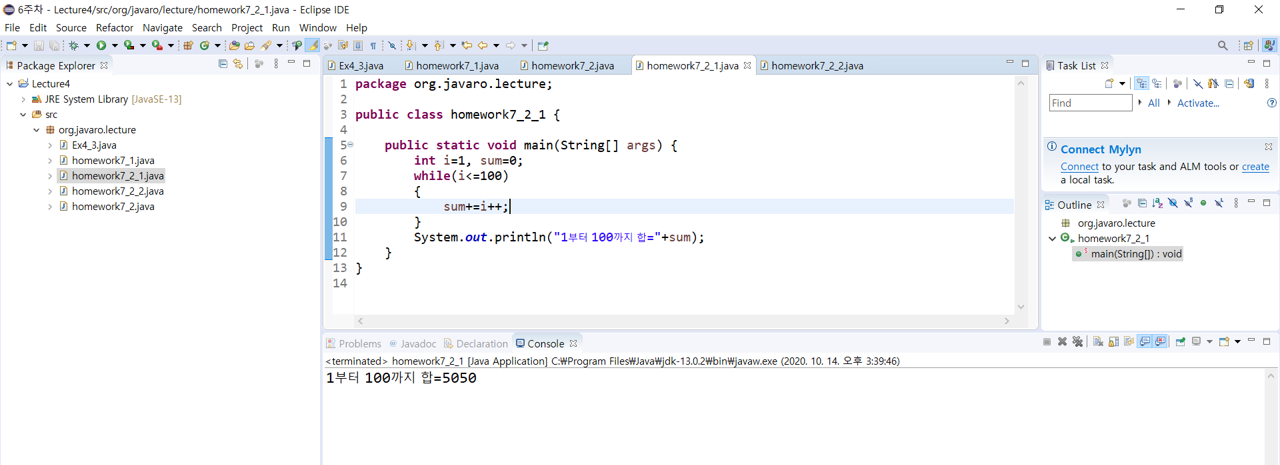 6주차 - Lecture4/src/org/javaro/lecture/homework7_2_1.java - Eclipse IDE
File Edit Source Refactor Navigate Search Project Run Window Help
Package Explorer
Lecture4
JRE System Library [JavaSE-13]
src
org.javaro.lecture
Ex4_3.java
homework7_1.java
homework7_2_1.java
homework7_2_2.java
homework7_2.java
Ex4_3.java homework7_1.java homework7_2.java homework7_2_1.java homework7_2_2.java
1 package org.javaro.lecture;
2
3 public class homework7_2_1 {
4
5 public static void main(String[] args) {
6 int i=1, sum=0;
7 while(i<=100)
8 {
9 sum+=i++;
10 }
11 System.out.println("1부터 100까지 합="+sum);
12 }
13 }
14
Task List
Find All Activate...
Connect Mylyn
Connect to your task and ALM tools or create
a local task.
Outline
org.javaro.lecture
homework7_2_1
main(String[]) : void
Problems Javadoc Declaration Console
<terminated> homework7_2_1 [Java Application] C:₩Program Files₩Java₩jdk-13.0.2₩bin₩javaw.exe (2020. 10. 14. 오후 3:39:46)
1부터 100까지 합=5050